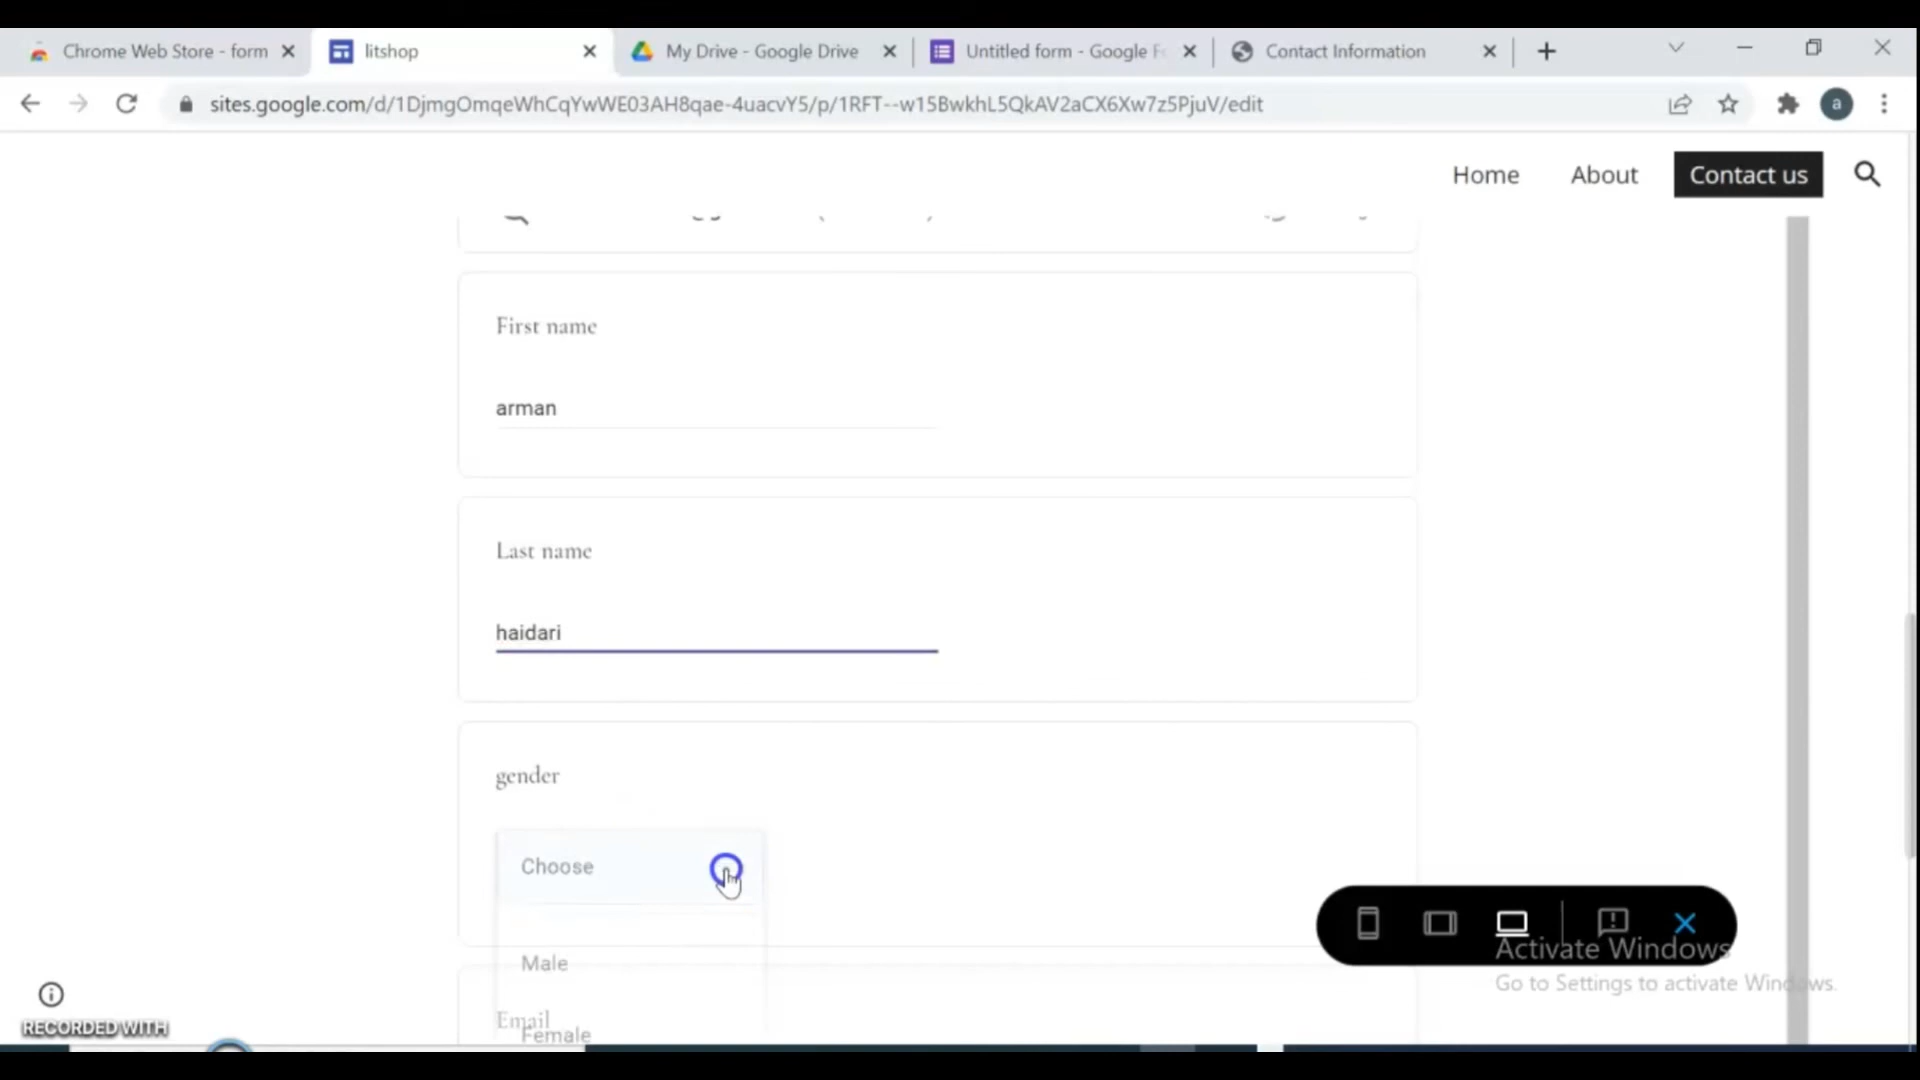 Chrome Web Store - form
litshop
My Drive - Google Drive
Untitled form - Google Fo
Contact Information
sites.google.com/d/1DjmgOmqeWhCqYwWE03AH8qae-4uacvY5/p/1RFT--w15BwkhL5QkAV2aCX6Xw7z5PjuV/edit
a
Home
About
Contact us
First name
arman
Last name
haidari
gender
Choose
Male
Email
Female
Activate Windows
Go to Settings to activate Windows.
RECORDED WITH